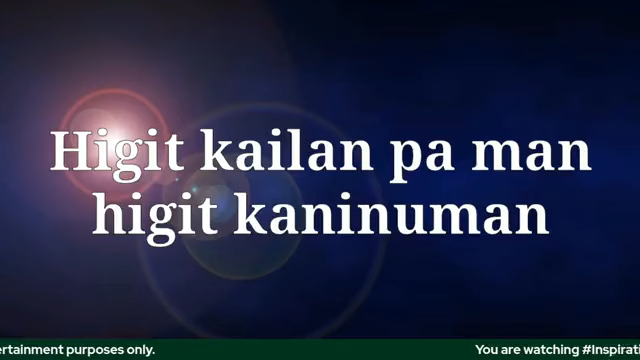 Higit kailan pa man
higit kaninuman
ertainment purposes only. You are watching #Inspirati